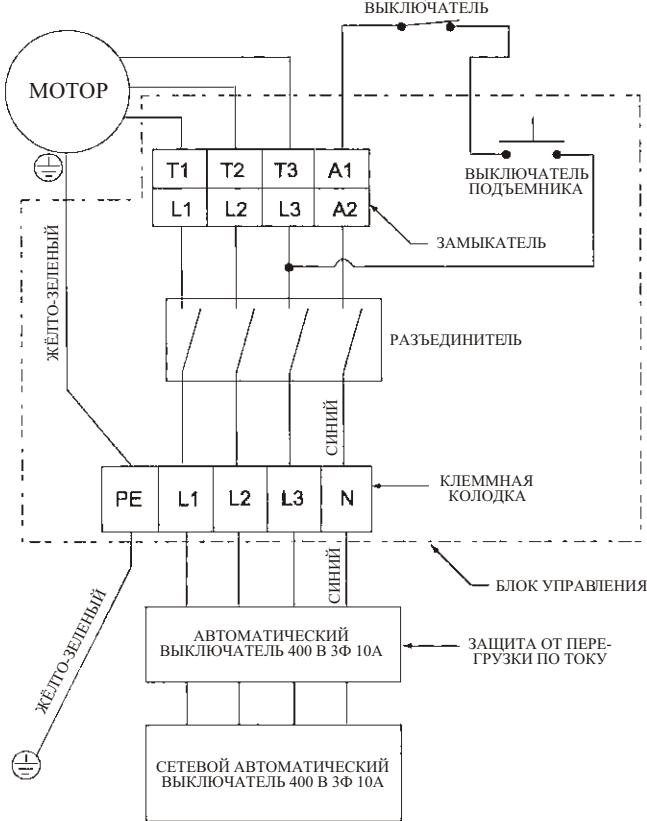 ВЫКЛЮЧАТЕЛЬ
МОТОР
T1 T2 T3 A1
L1 L2 L3 A2
ВЫКЛЮЧАТЕЛЬ
ПОДЪЕМНИКА
ЗАМЫКАТЕЛЬ
ЖЁЛТО-ЗЕЛЕНЫЙ
РАЗЪЕДИНИТЕЛЬ
СИНИЙ
PE L1 L2 L3 N
КЛЕММНАЯ
КОЛОДКА
СИНИЙ
БЛОК УПРАВЛЕНИЯ
ЖЁЛТО-ЗЕЛЕНЫЙ
АВТОМАТИЧЕСКИЙ
ВЫКЛЮЧАТЕЛЬ 400 В 3Ф 10А
ЗАЩИТА ОТ ПЕРЕ-
ГРУЗКИ ПО ТОКУ
СЕТЕВОЙ АВТОМАТИЧЕСКИЙ
ВЫКЛЮЧАТЕЛЬ 400 В 3Ф 10А